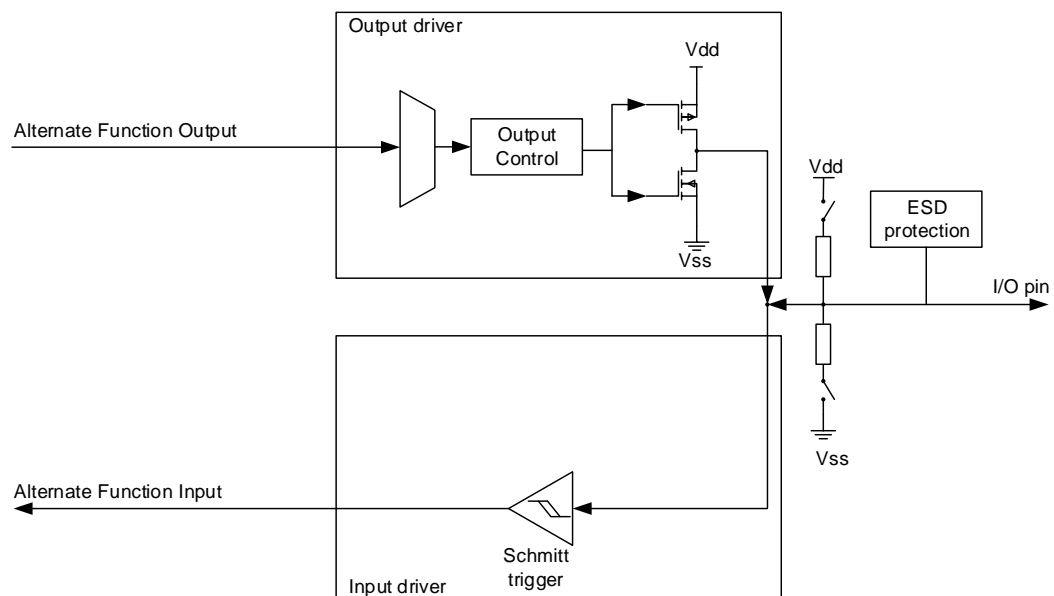 Output driver
Vdd
Alternate Function Output
Output
Control
Vdd
ESD
protection
Vss
I/O pin
Vss
Alternate Function Input
Schmitt
trigger
Input driver